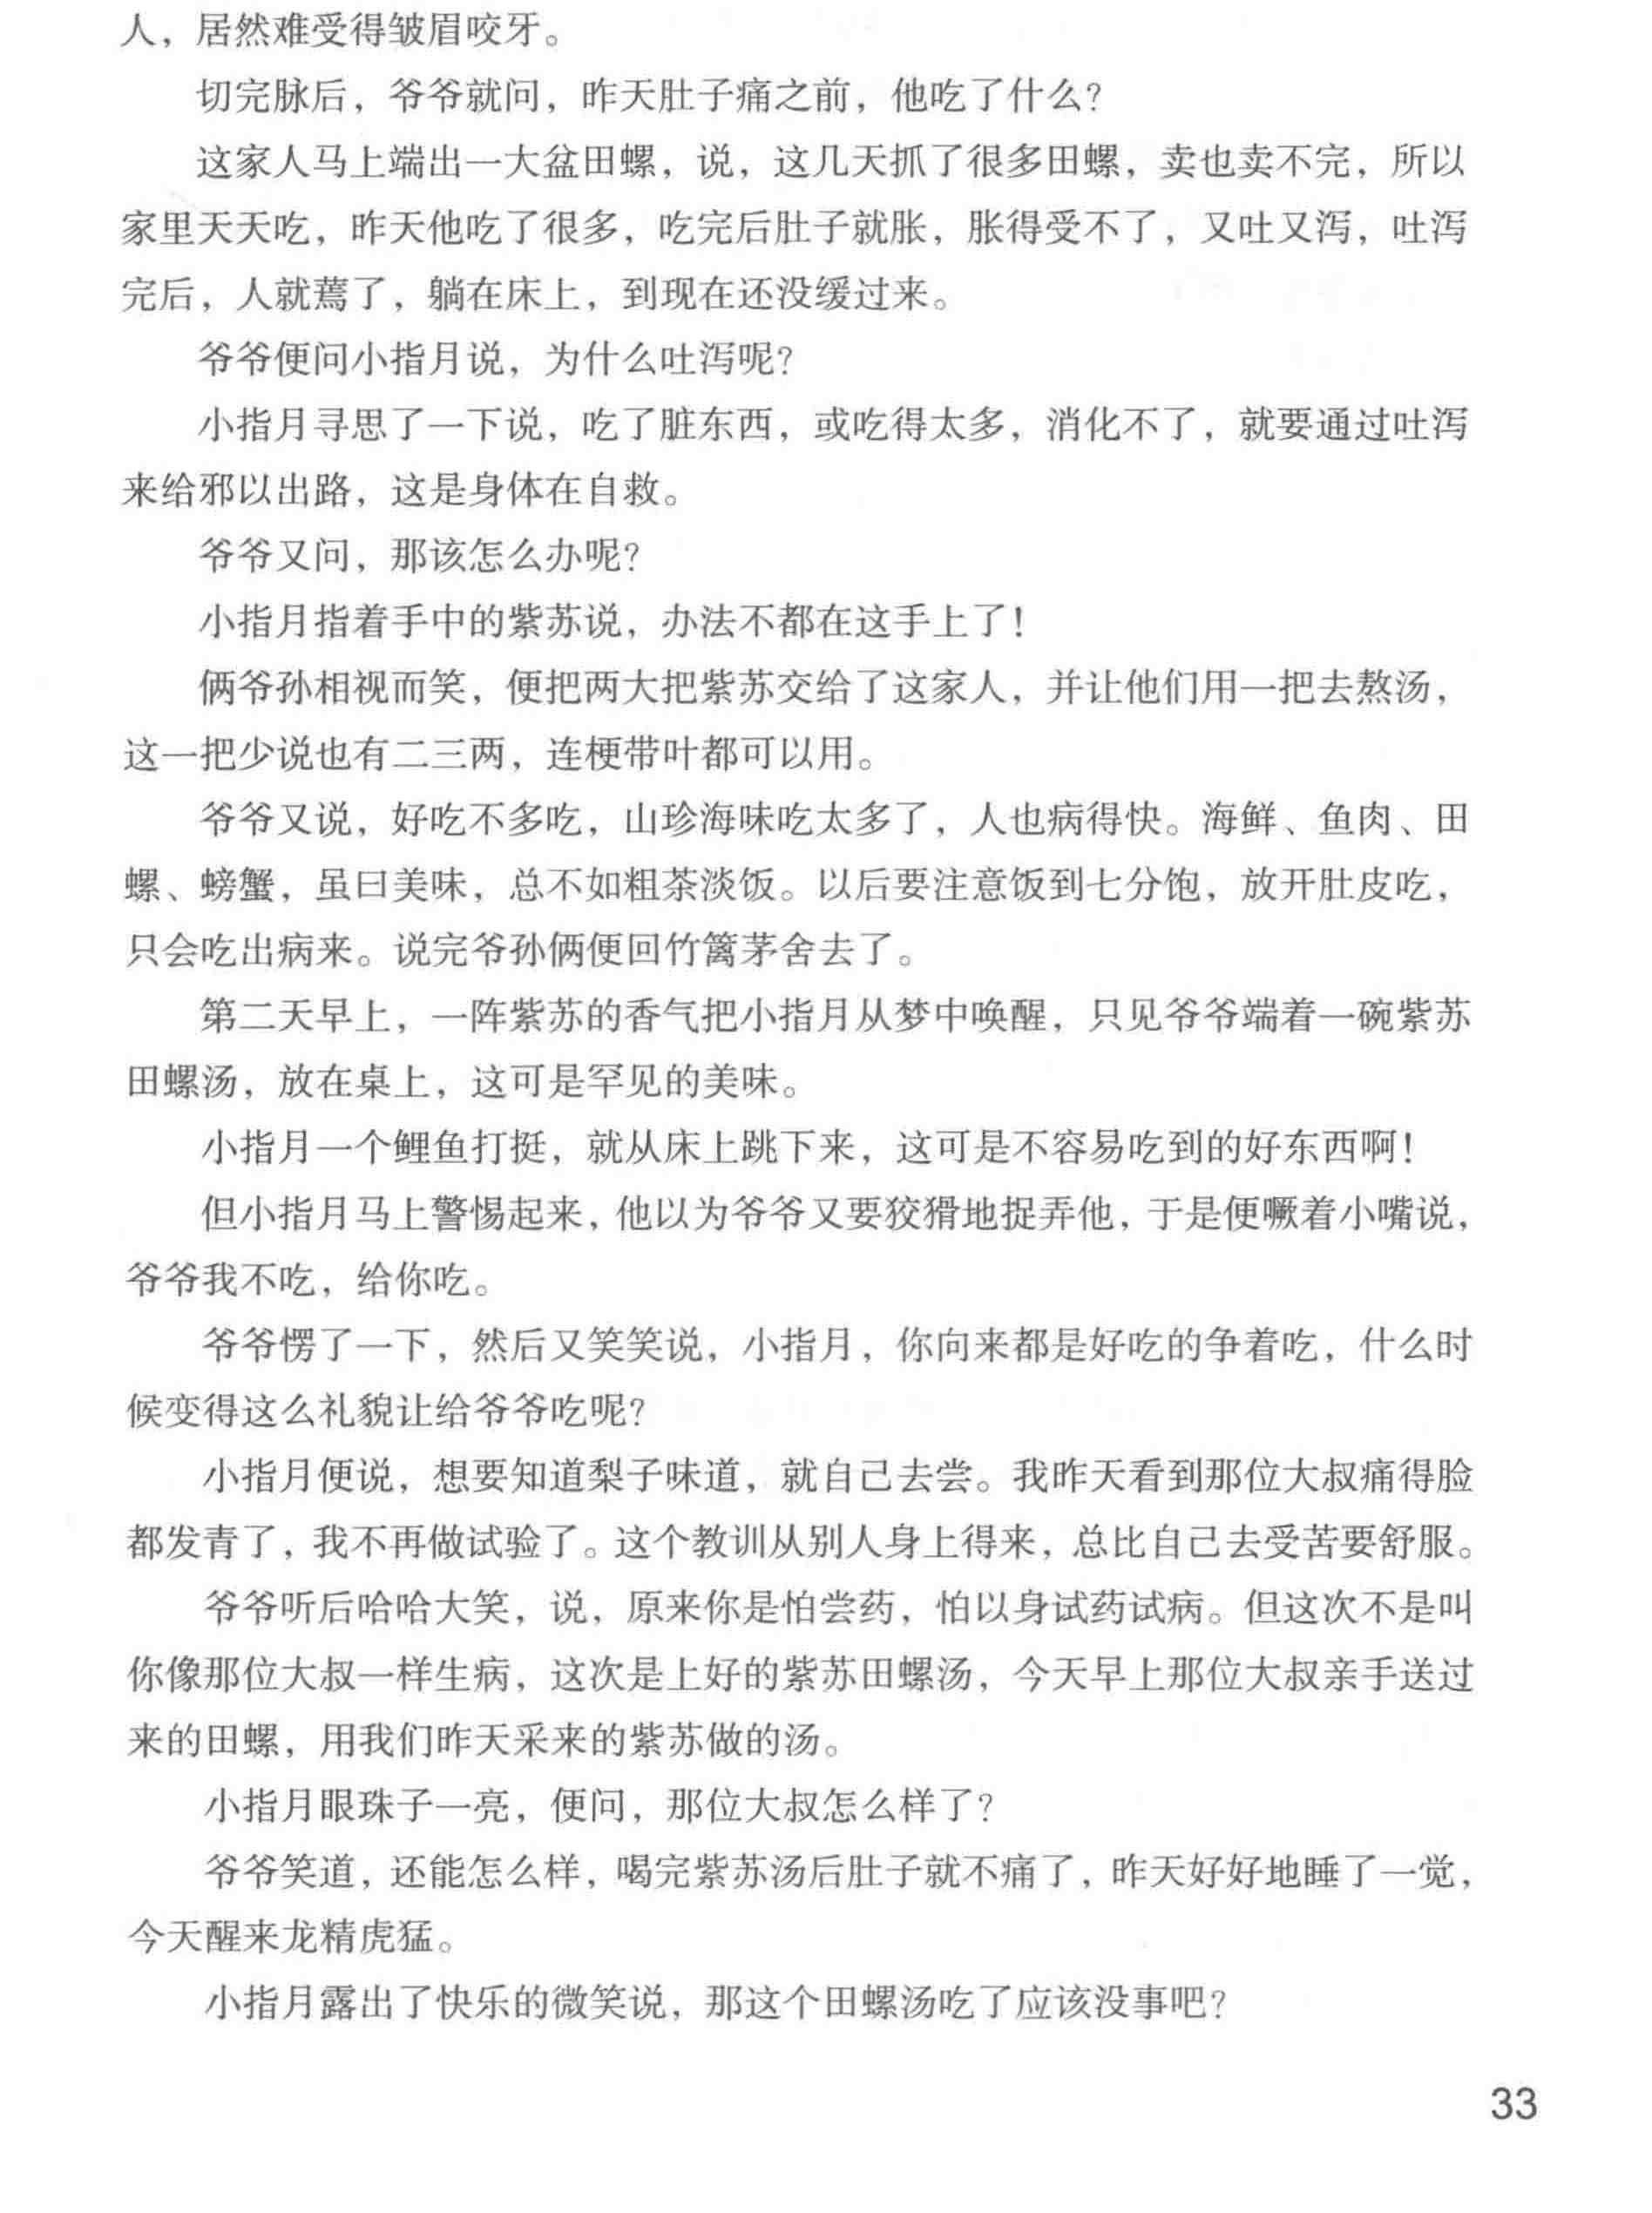 人，居然难受得皱眉咬牙。
切完脉后，爷爷就问，昨天肚子痛之前，他吃了什么？
这家人马上端出一大盆田螺，说，这几天抓了很多田螺，卖也卖不完，所以
家里天天吃，昨天他吃了很多，吃完后肚子就胀，胀得受不了，又吐又泻，吐泻
完后，人就蔫了，躺在床上，到现在还没缓过来。
爷爷便问小指月说，为什么吐泻呢？
小指月寻思了一下说，吃了脏东西，或吃得太多，消化不了，就要通过吐泻
来给邪以出路，这是身体在自救。
爷爷又问，那该怎么办呢？
小指月指着手中的紫苏说，办法不都在这手上了！
俩爷孙相视而笑，便把两大把紫苏交给了这家人，并让他们用一把去熬汤，
这一把少说也有二三两，连梗带叶都可以用。
爷爷又说，好吃不多吃，山珍海味吃太多了，人也病得快。海鲜、鱼肉、田
螺、螃蟹，虽曰美味，总不如粗茶淡饭。以后要注意饭到七分饱，放开肚皮吃，
只会吃出病来。说完爷孙俩便回竹篱茅舍去了。
第二天早上，一阵紫苏的香气把小指月从梦中唤醒，只见爷爷端着一碗紫苏
田螺汤，放在桌上，这可是罕见的美味。
小指月一个鲤鱼打挺，就从床上跳下来，这可是不容易吃到的好东西啊！
但小指月马上警惕起来，他以为爷爷又要狡猾地捉弄他，于是便噘着小嘴说，
爷爷我不吃，给你吃。
爷爷愣了一下，然后又笑笑说，小指月，你向来都是好吃的争着吃，什么时
候变得这么礼貌让给爷爷吃呢？
小指月便说，想要知道梨子味道，就自己去尝。我昨天看到那位大叔痛得脸
都发青了，我不再做试验了。这个教训从别人身上得来，总比自己去受苦要舒服。
爷爷听后哈哈大笑，说，原来你是怕尝药，怕以身试药试病。但这次不是叫
你像那位大叔一样生病，这次是上好的紫苏田螺汤，今天早上那位大叔亲手送过
来的田螺，用我们昨天采来的紫苏做的汤。
小指月眼珠子一亮，便问，那位大叔怎么样了？
爷爷笑道，还能怎么样，喝完紫苏汤后肚子就不痛了，昨天好好地睡了一觉，
今天醒来龙精虎猛。
小指月露出了快乐的微笑说，那这个田螺汤吃了应该没事吧？
33